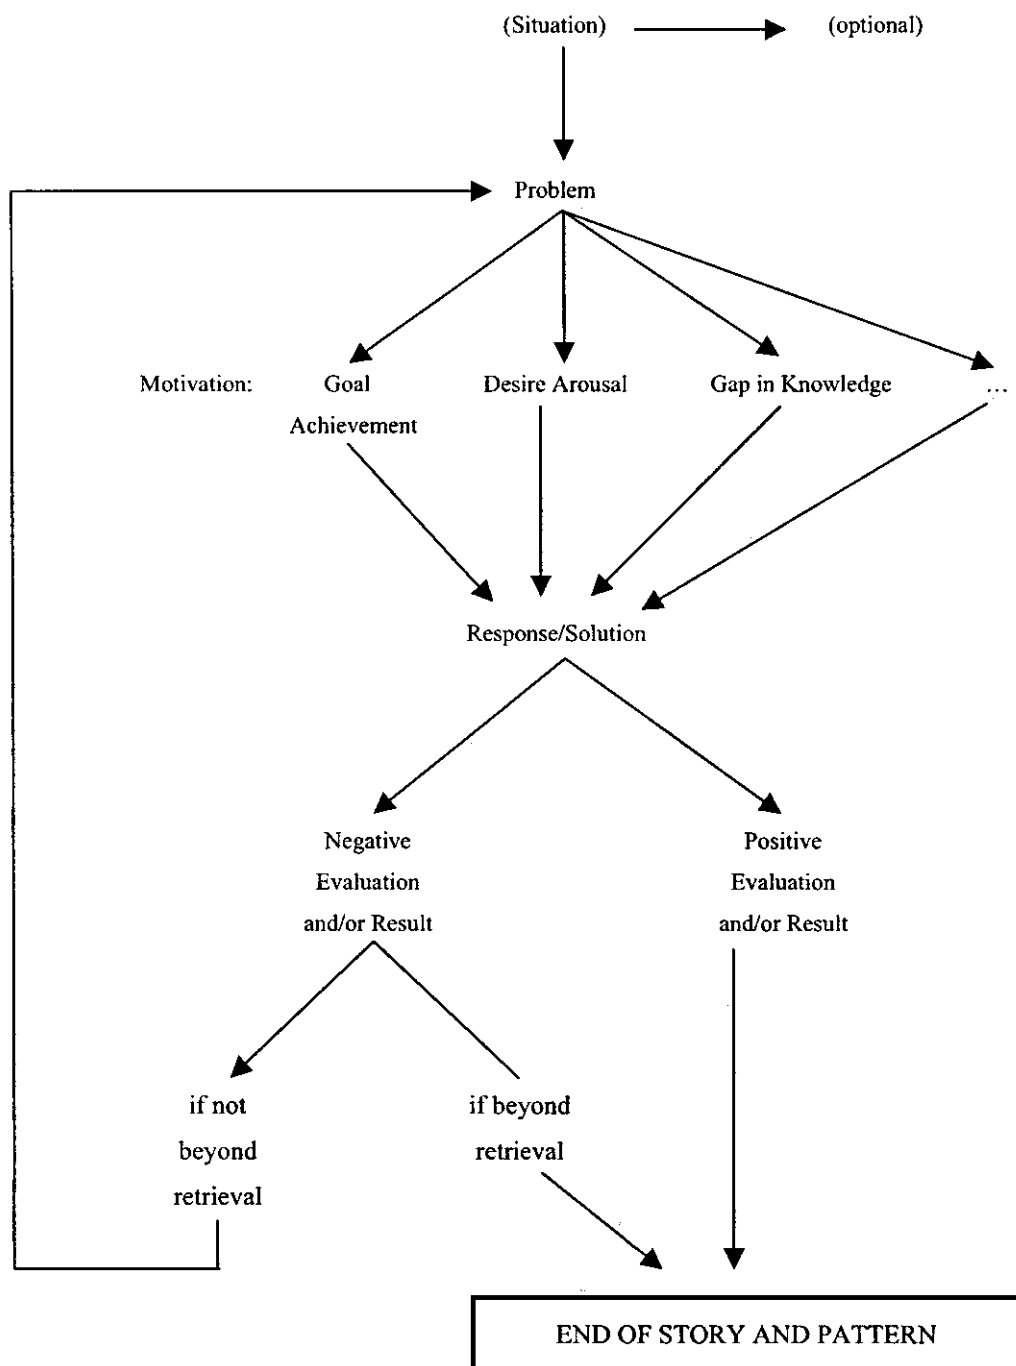 (Situation) (optional)
Problem
Motivation: Goal Desire Arousal Gap in Knowledge ...
Achievement
Response/Solution
Negative Positive
Evaluation Evaluation
and/or Result and/or Result
if not if beyond
beyond retrieval
retrieval
END OF STORY AND PATTERN